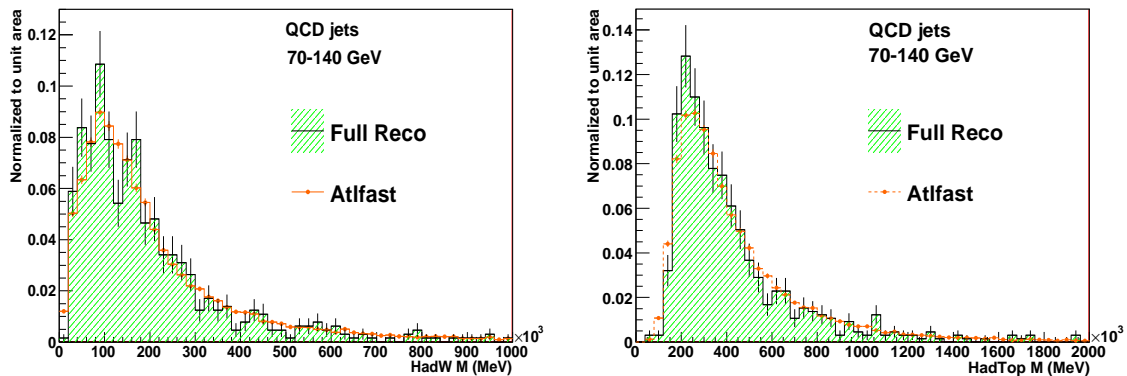 Normalized to unit area
0.12
0.1
0.08
0.06
0.04
0.02
0
QCD jets
70-140 GeV
Full Reco
Atlfast
0 100 200 300 400 500 600 700 800 900 1000
×10³
HadW M (MeV)
Normalized to unit area
0.14
0.12
0.1
0.08
0.06
0.04
0.02
0
QCD jets
70-140 GeV
Full Reco
Atlfast
0 200 400 600 800 1000 1200 1400 1600 1800 2000
×10³
HadTop M (MeV)